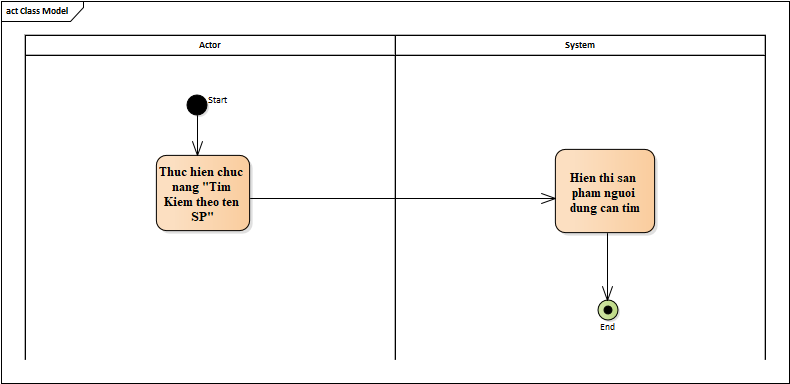 act Class Model
Actor
System
Start
Thuc hien chuc
nang "Tim
Kiem theo ten
SP"
Hien thi san
pham nguoi
dung can tim
End